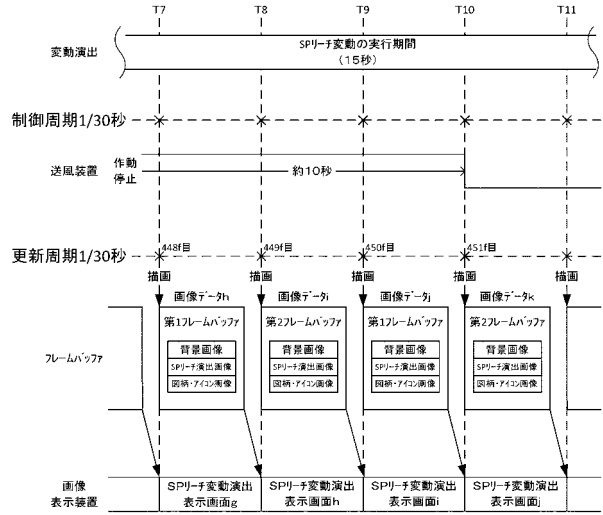 T7 T8 T9 T10 T11
変動演出
SPリーチ変動の実行期間
(15秒)
制御周期1/30秒
送風装置
作動
停止
約10秒
更新周期1/30秒
448f目 449f目 450f目 451f目
描画 描画 描画 描画 描画
画像データh 画像データi 画像データj 画像データk
フレームバッファ
第1フレームバッファ 第2フレームバッファ 第1フレームバッファ 第2フレームバッファ
背景画像 背景画像 背景画像 背景画像
SPリーチ演出画像 SPリーチ演出画像 SPリーチ演出画像 SPリーチ演出画像
図柄・アイコン画像 図柄・アイコン画像 図柄・アイコン画像 図柄・アイコン画像
画像
表示装置
SPリーチ変動演出 SPリーチ変動演出 SPリーチ変動演出 SPリーチ変動演出
表示画面g 表示画面h 表示画面i 表示画面j